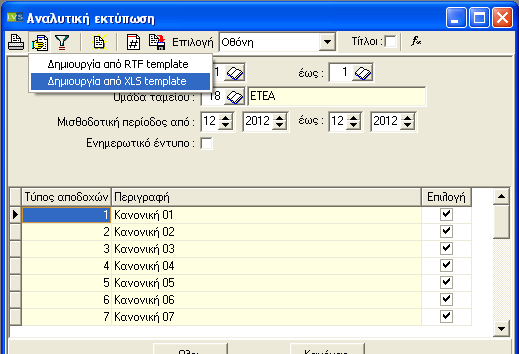 LVS Αναλυτική εκτύπωση
Επιλογή Οθόνη Τίτλοι :
Δημιουργία από RTF template
Δημιουργία από XLS template
1 έως : 1
Ομάδα ταμείου : 18 ΕΤΕΑ
Μισθοδοτική περίοδος από : 12 2012 έως : 12 2012
Ενημερωτικό έντυπο :
Τύπος αποδοχών Περιγραφή Επιλογή
1 Κανονική 01
2 Κανονική 02
3 Κανονική 03
4 Κανονική 04
5 Κανονική 05
6 Κανονική 06
7 Κανονική 07